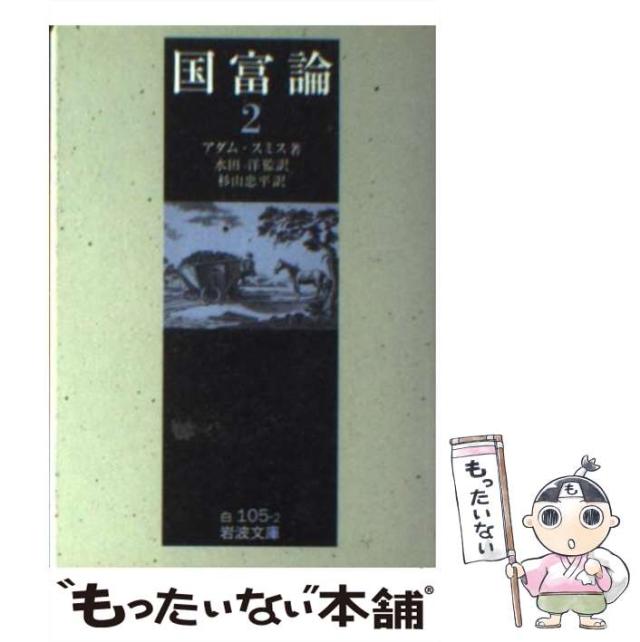 国富論
2
アダム・スミス著
水田 洋監訳
杉山忠平訳
白 105-2
岩波文庫
も
もったいない
"もったいない"本舗®